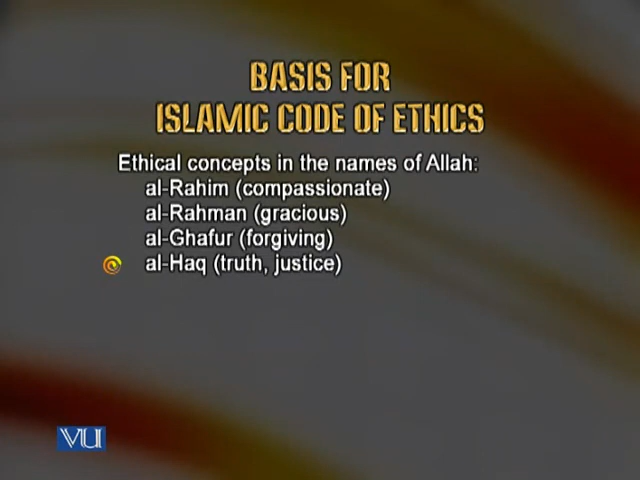 BASIS FOR
ISLAMIC CODE OF ETHICS
Ethical concepts in the names of Allah:
al-Rahim (compassionate)
al-Rahman (gracious)
al-Ghafur (forgiving)
al-Haq (truth, justice)
VU